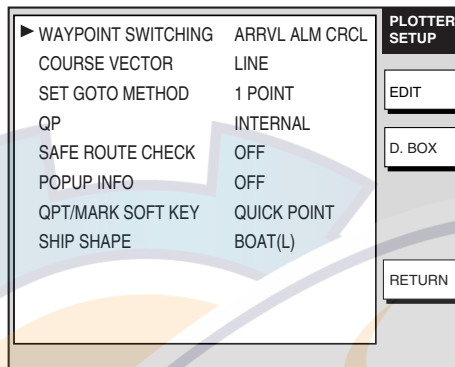 PLOTTER
SETUP
▶ WAYPOINT SWITCHING ARRVL ALM CRCL
COURSE VECTOR LINE
SET GOTO METHOD 1 POINT
QP INTERNAL
SAFE ROUTE CHECK OFF
POPUP INFO OFF
QPT/MARK SOFT KEY QUICK POINT
SHIP SHAPE BOAT(L)
EDIT
D. BOX
RETURN